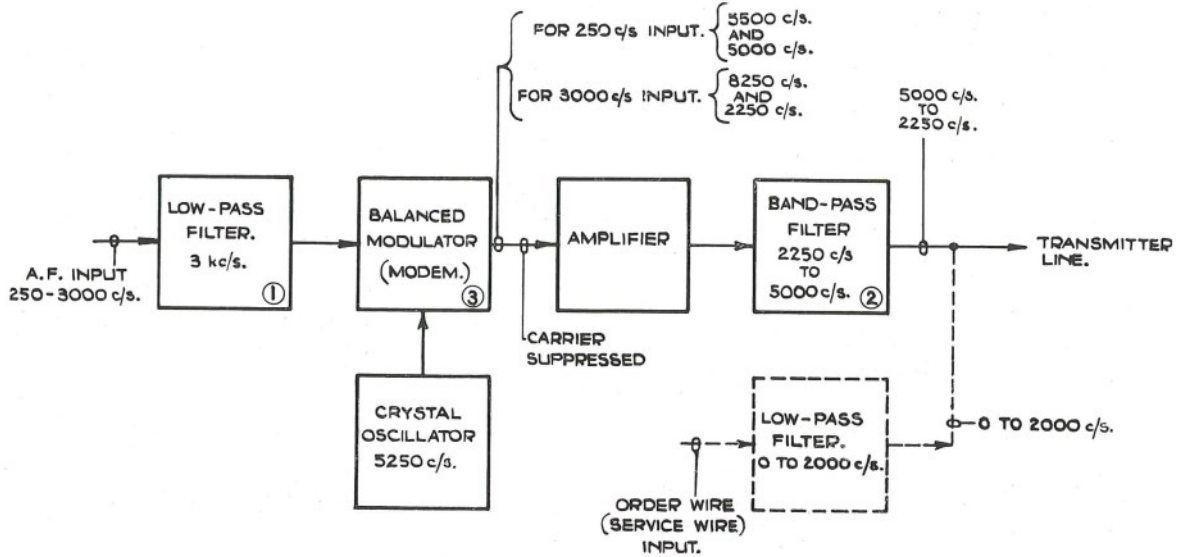 FOR 250 c/s INPUT.
5500 c/s.
AND
5000 c/s.
FOR 3000 c/s INPUT.
8250 c/s.
AND
2250 c/s.
5000 c/s.
TO
2250 c/s.
LOW-PASS
FILTER.
3 kc/s.
①
BALANCED
MODULATOR
(MODEM.)
③
AMPLIFIER
BAND-PASS
FILTER
2250 c/s
TO
5000 c/s.
②
TRANSMITTER
LINE.
A.F. INPUT
250-3000 c/s.
CARRIER
SUPPRESSED
CRYSTAL
OSCILLATOR
5250 c/s.
LOW-PASS
FILTER.
0 TO 2000 c/s.
0 TO 2000 c/s.
ORDER WIRE
(SERVICE WIRE)
INPUT.